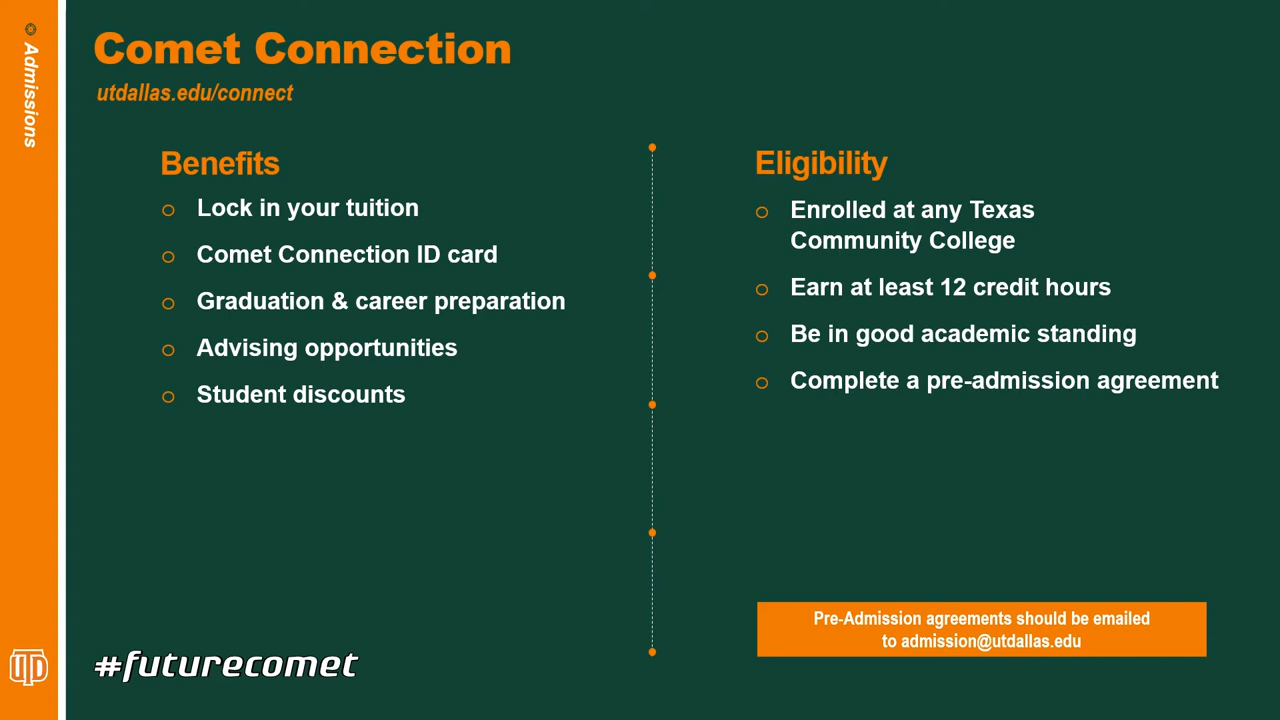 Admissions
Comet Connection
utdallas.edu/connect
Benefits
Lock in your tuition
Comet Connection ID card
Graduation & career preparation
Advising opportunities
Student discounts
Eligibility
Enrolled at any Texas
Community College
Earn at least 12 credit hours
Be in good academic standing
Complete a pre-admission agreement
Pre-Admission agreements should be emailed
to admission@utdallas.edu
UTD
#futurecomet